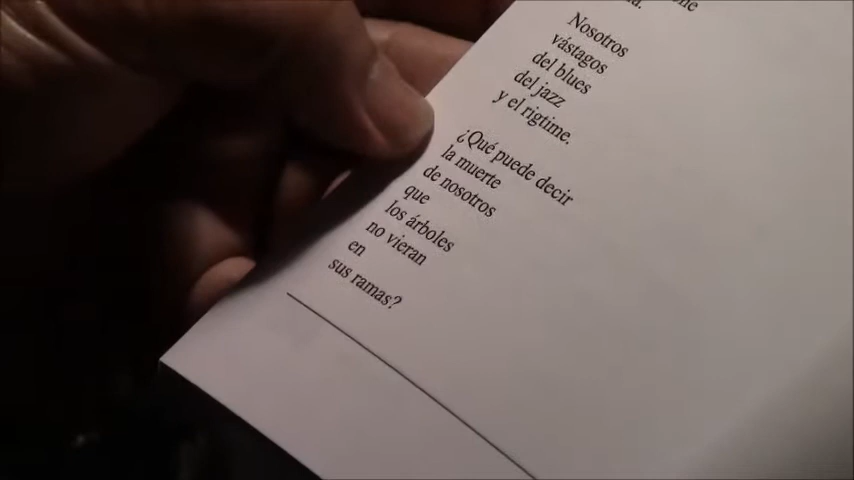 Nosotros
vástagos
del blues
del jazz
y el rigtime.
¿Qué puede decir
la muerte
de nosotros
que
los árboles
no vieran
en
sus ramas?